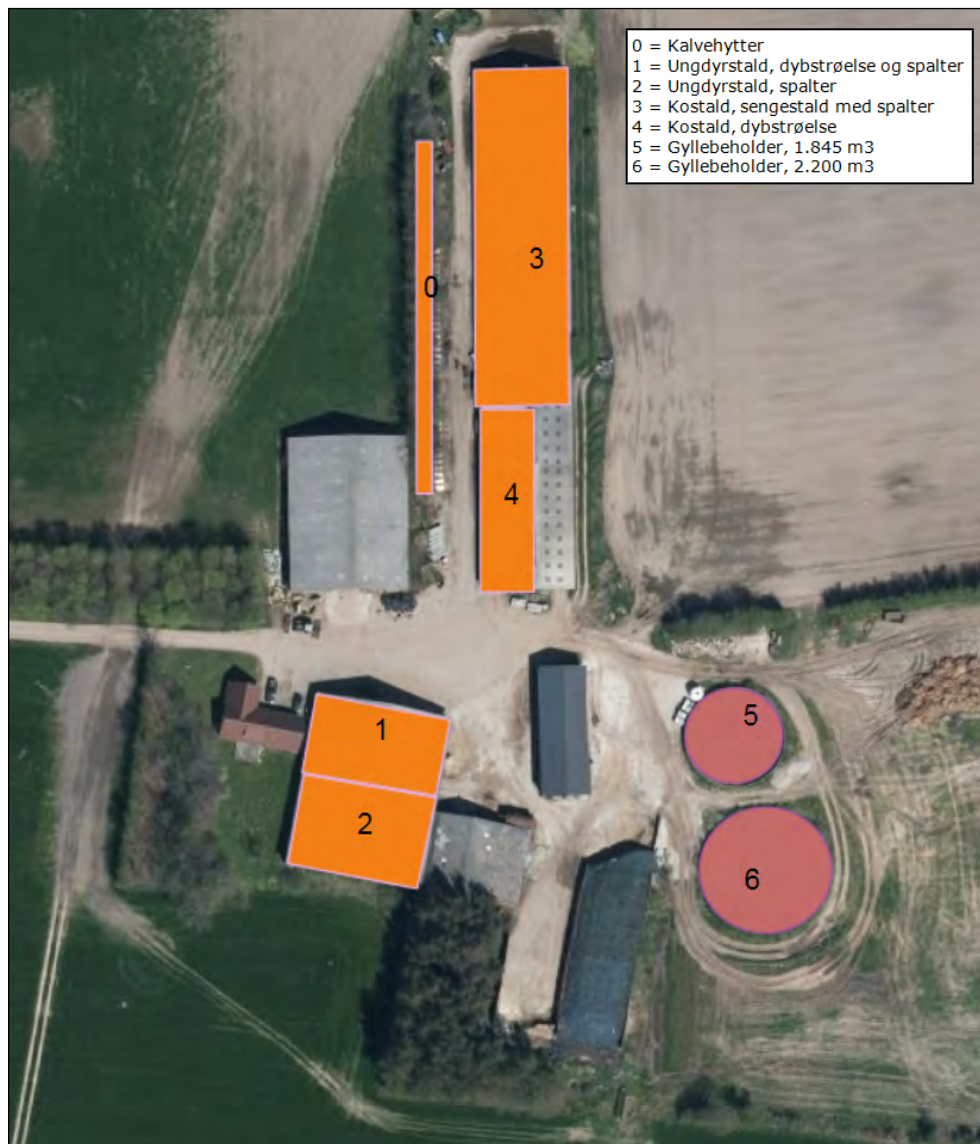 0 = Kalvehytter
1 = Ungdyrstald, dybstrøelse og spalter
2 = Ungdyrstald, spalter
3 = Kostald, sengestald med spalter
4 = Kostald, dybstrøelse
5 = Gyllebeholder, 1.845 m3
6 = Gyllebeholder, 2.200 m3
3
0
4
5
1
2
6